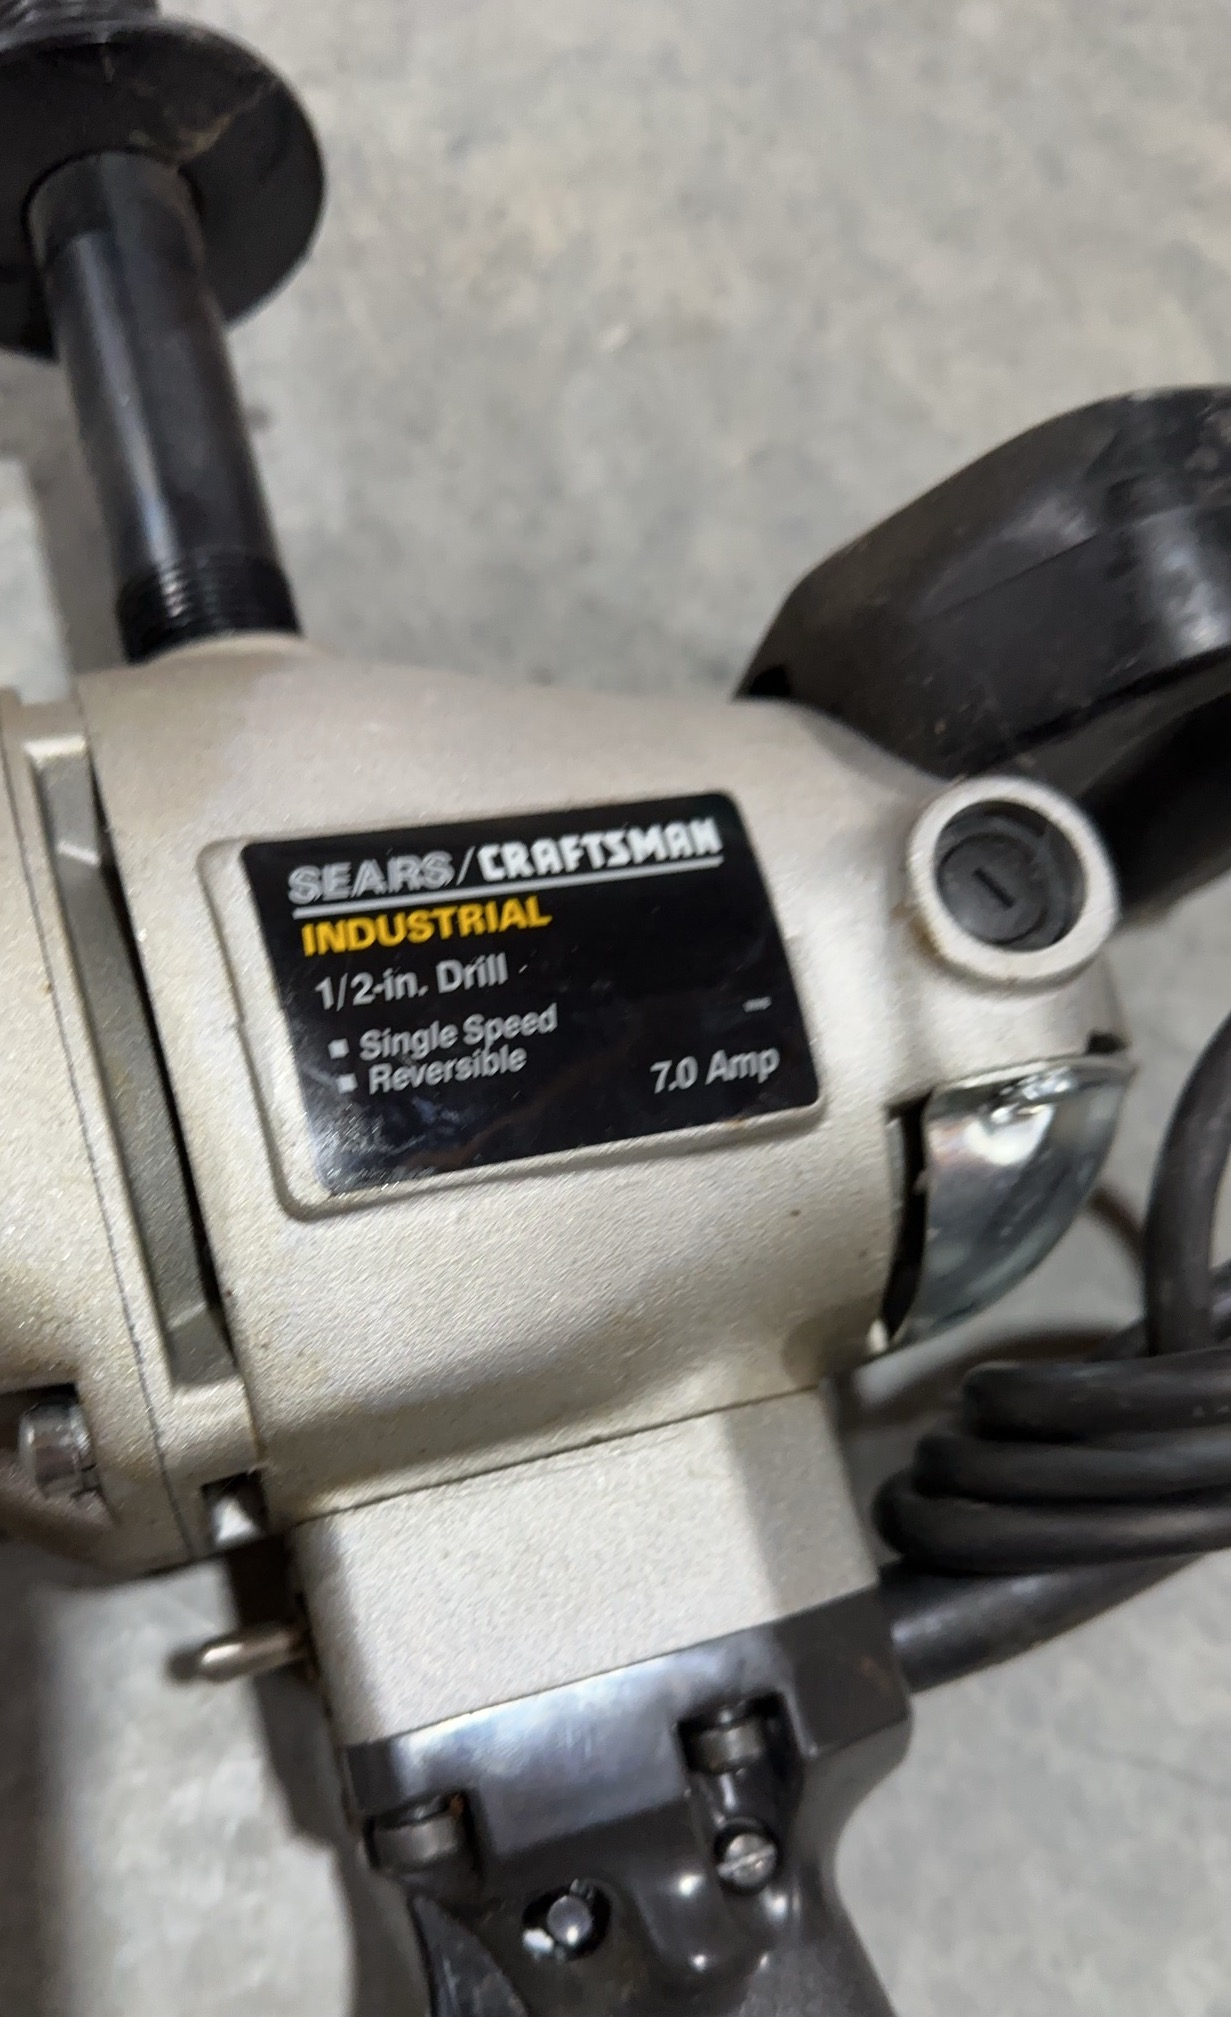 SEARS/CRAFTSMAN
INDUSTRIAL
1/2-in. Drill
▪ Single Speed
▪ Reversible
7.0 Amp